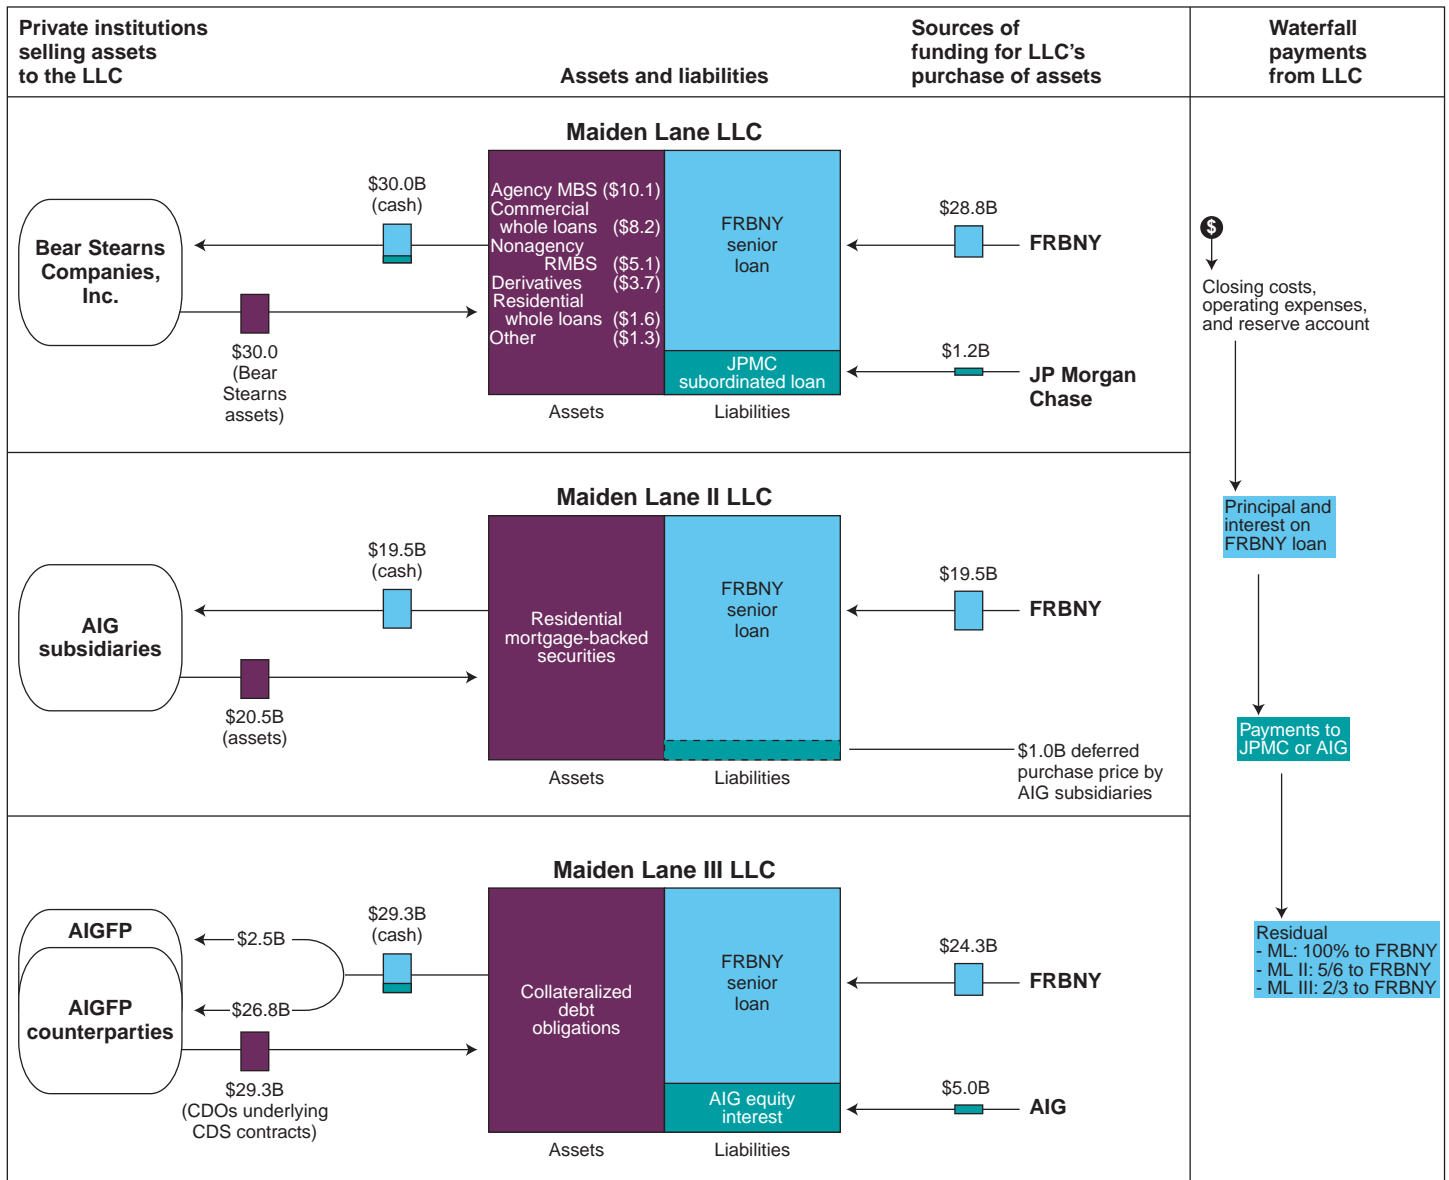 Private institutions
selling assets
to the LLC
Assets and liabilities
Sources of
funding for LLC's
purchase of assets
Waterfall
payments
from LLC
Maiden Lane LLC
Bear Stearns
Companies,
Inc.
$30.0B
(cash)
$30.0
(Bear
Stearns
assets)
Agency MBS ($10.1)
Commercial
whole loans ($8.2)
Nonagency
RMBS ($5.1)
Derivatives ($3.7)
Residential
whole loans ($1.6)
Other ($1.3)
Assets
FRBNY
senior
loan
JPMC
subordinated loan
Liabilities
$28.8B
FRBNY
$1.2B
JP Morgan
Chase
Maiden Lane II LLC
AIG
subsidiaries
$19.5B
(cash)
$20.5B
(assets)
Residential
mortgage-backed
securities
Assets
FRBNY
senior
loan
Liabilities
$19.5B
FRBNY
$1.0B deferred
purchase price by
AIG subsidiaries
Maiden Lane III LLC
AIGFP
AIGFP
counterparties
$2.5B
$26.8B
$29.3B
(cash)
$29.3B
(CDOs underlying
CDS contracts)
Collateralized
debt
obligations
Assets
FRBNY
senior
loan
AIG equity
interest
Liabilities
$24.3B
FRBNY
$5.0B
AIG
$
Closing costs,
operating expenses,
and reserve account
Principal and
interest on
FRBNY loan
Payments to
JPMC or AIG
Residual
- ML: 100% to FRBNY
- ML II: 5/6 to FRBNY
- ML III: 2/3 to FRBNY